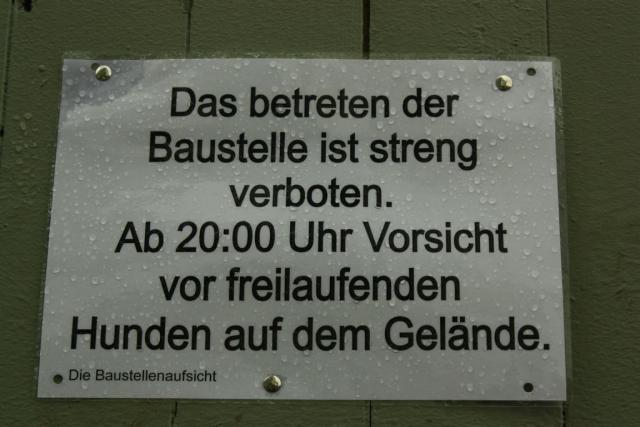 Das betreten der
Baustelle ist streng
verboten.
Ab 20:00 Uhr Vorsicht
vor freilaufenden
Hunden auf dem Gelände.
Die Baustellenaufsicht